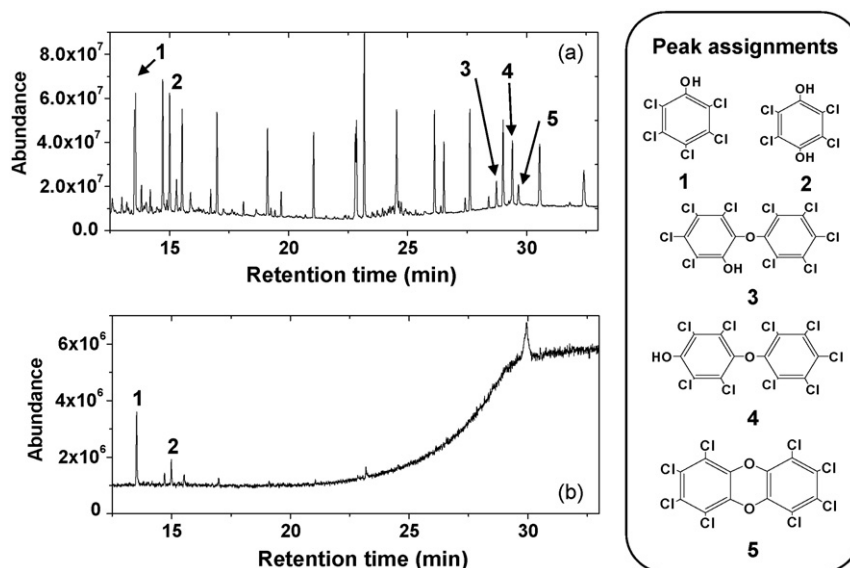 Abundance
8.0x10⁷
6.0x10⁷
4.0x10⁷
2.0x10⁷
0.0
(a)
1
2
3
4
5
15 20 25 30
Retention time (min)
Abundance
6x10⁶
4x10⁶
2x10⁶
0
1
2
(b)
15 20 25 30
Retention time (min)
Peak assignments
OH
Cl Cl
Cl Cl
Cl
1
OH
Cl Cl
Cl Cl
OH
2
Cl Cl Cl Cl
Cl O Cl
Cl OH Cl Cl
3
Cl Cl Cl Cl
HO O Cl
Cl Cl Cl Cl
4
Cl O Cl
Cl Cl
Cl Cl
Cl O Cl
5